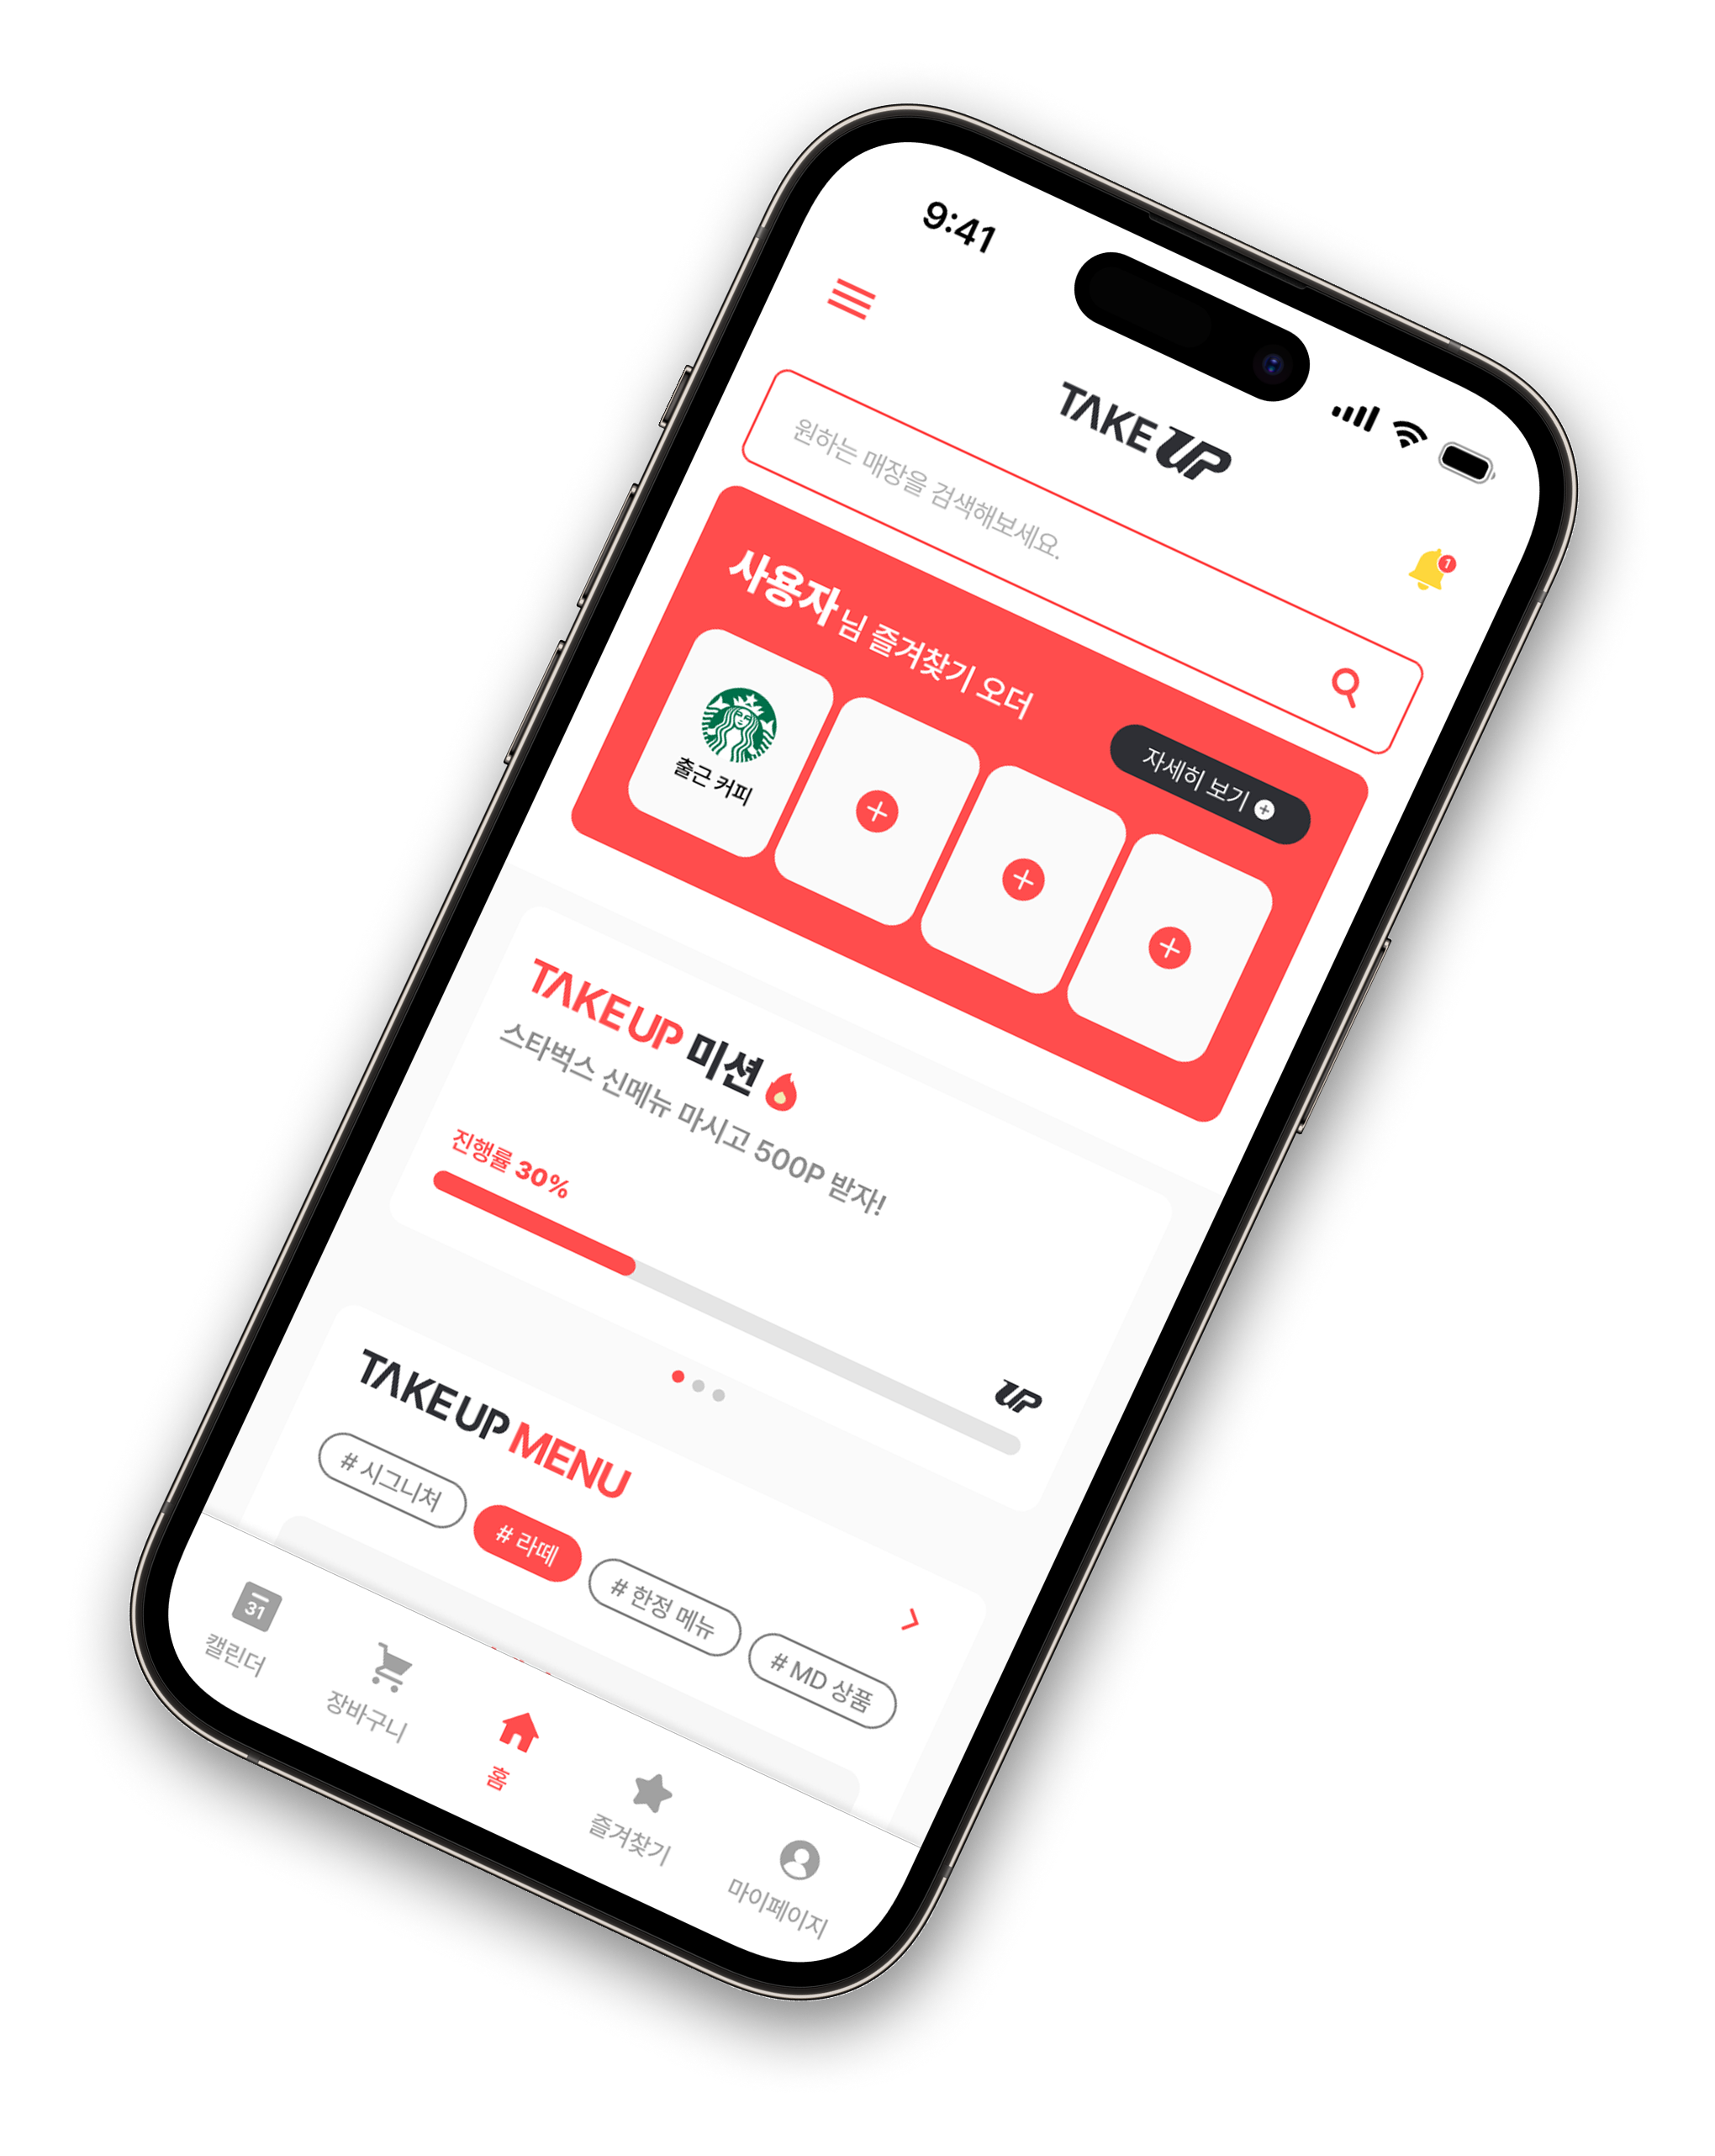 9:41
TAKE UP
원하는 매장을 검색해보세요.
1
사용자님 즐겨찾기 오더
자세히 보기
출근 커피
TAKEUP 미션
스타벅스 신메뉴 마시고 500P 받자!
진행률 30%
UP
TAKEUP MENU
# 시그니처
# 라떼
# 한정 메뉴
# MD 상품
31
캘린더
장바구니
홈
즐겨찾기
마이페이지